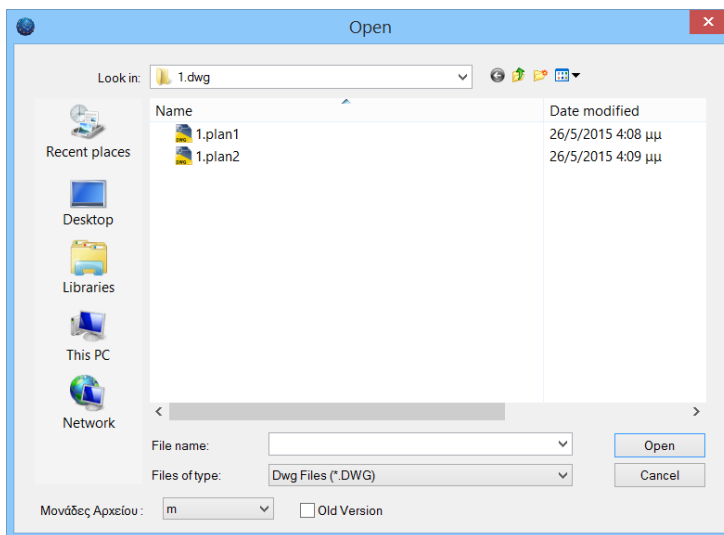 Open
Look in: 1.dwg
Name Date modified
1.plan1 26/5/2015 4:08 μμ
1.plan2 26/5/2015 4:09 μμ
Recent places
Desktop
Libraries
This PC
Network
File name: Open
Files of type: Dwg Files (*.DWG) Cancel
Μονάδες Αρχείου : m Old Version